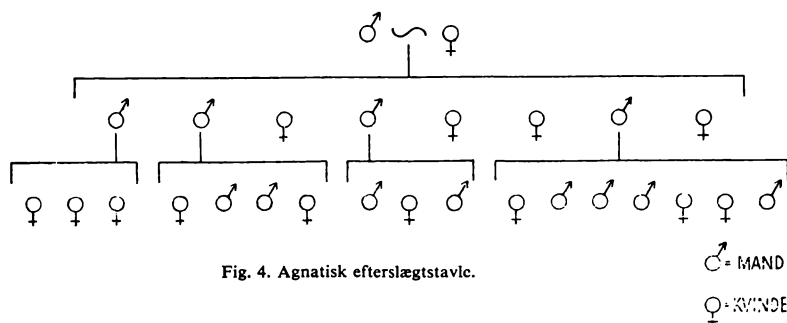 Fig. 4. Agnatisk efterslægtstavle.
♂ = MAND
♀ = KVINDE